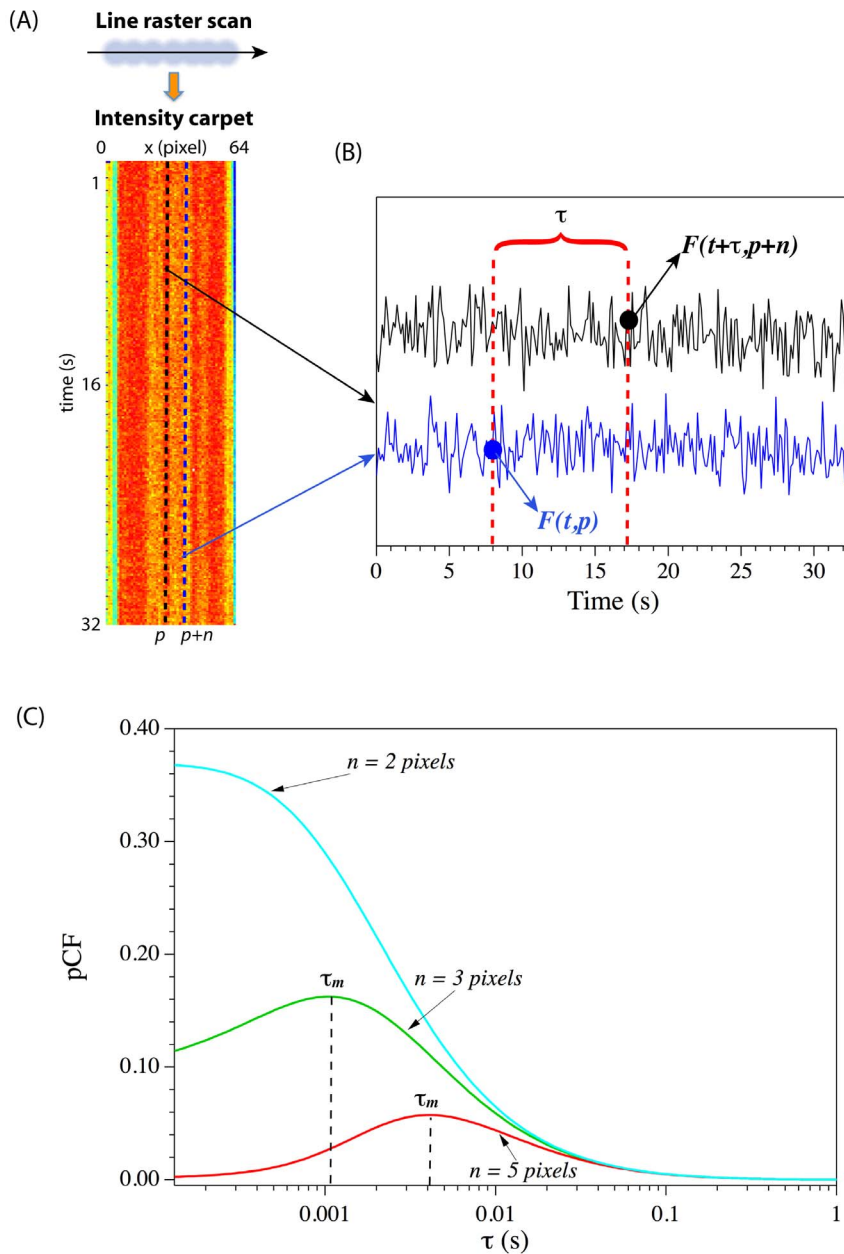 (A)
Line raster scan
Intensity carpet
0 x (pixel) 64
1
16
32
time (s)
p p+n
(B)
τ
F(t+τ,p+n)
F(t,p)
0 5 10 15 20 25 30
Time (s)
(C)
0.40
0.30
0.20
0.10
0.00
pCF
n = 2 pixels
τm
n = 3 pixels
τm
n = 5 pixels
0.001 0.01 0.1 1
τ (s)